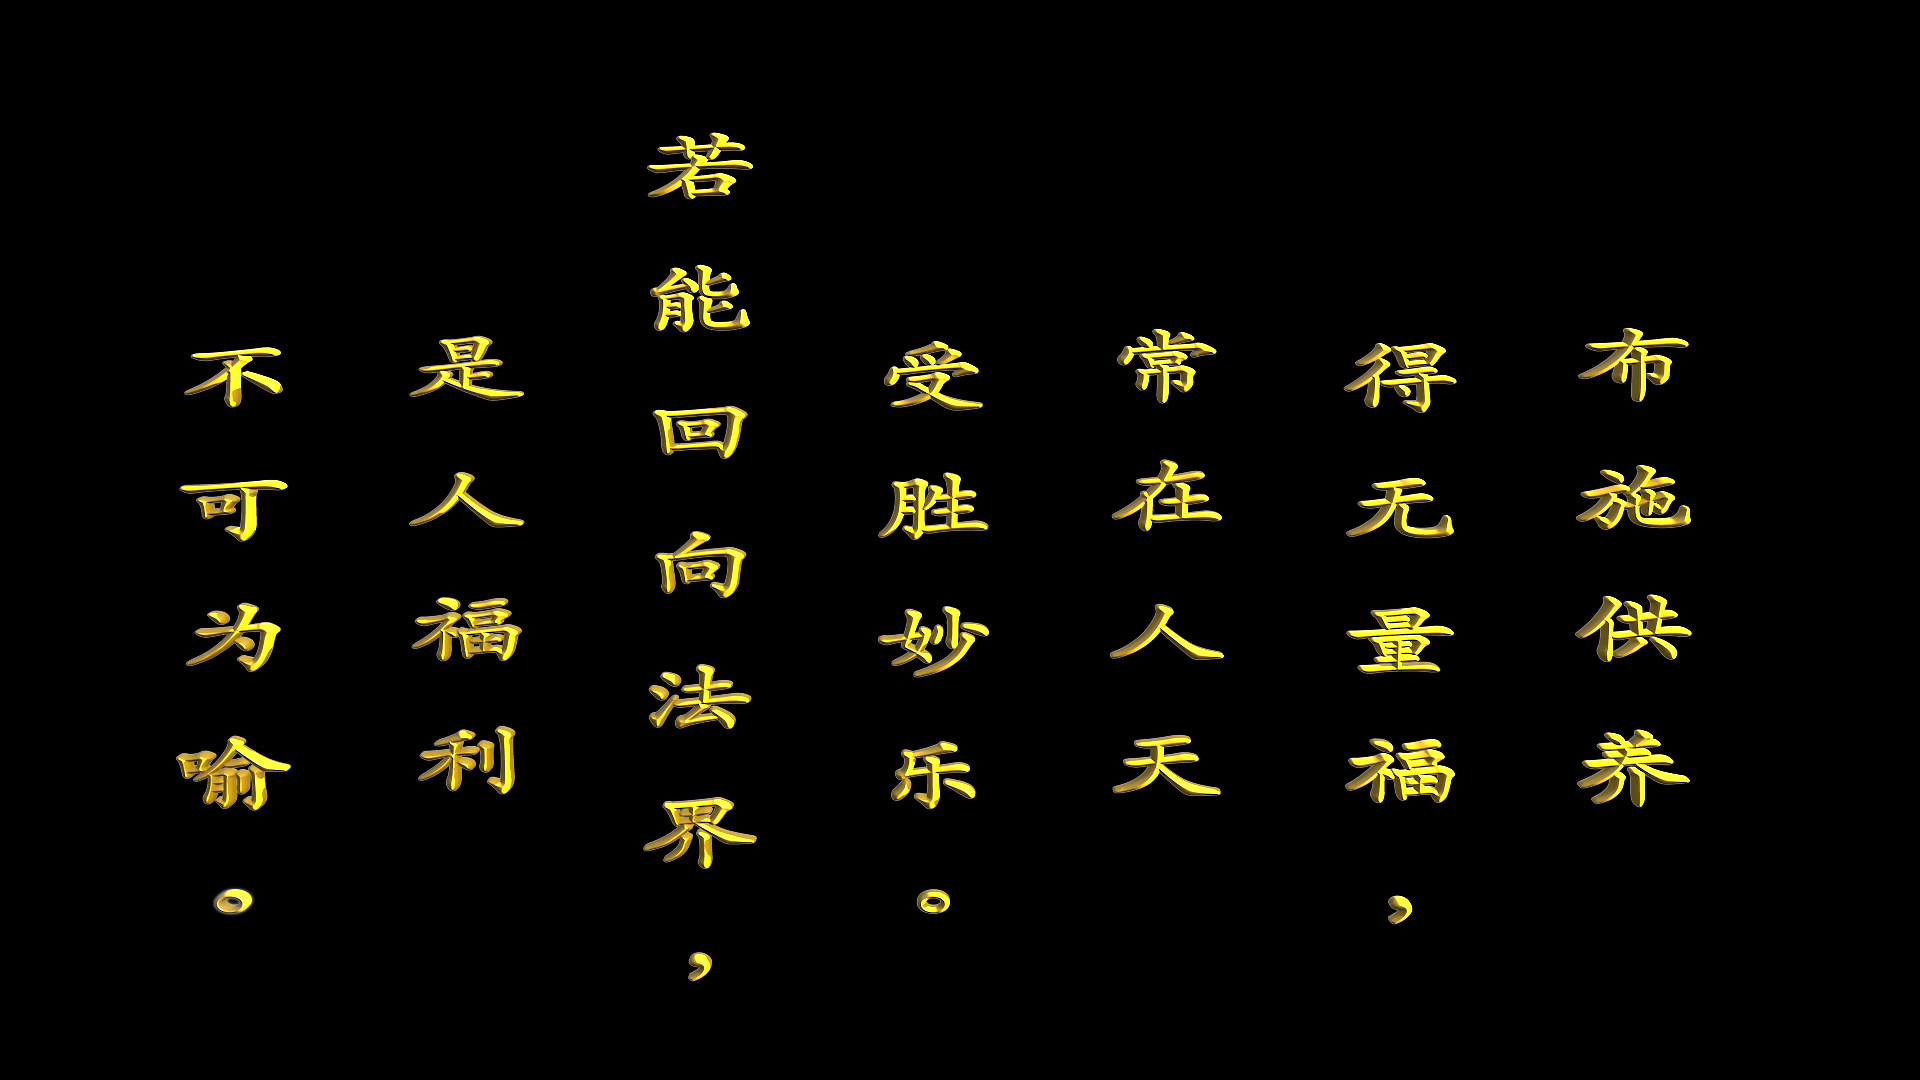 布施供养
得无量福，
常在人天
受胜妙乐。
若能回向法界，
是人福利
不可为喻。